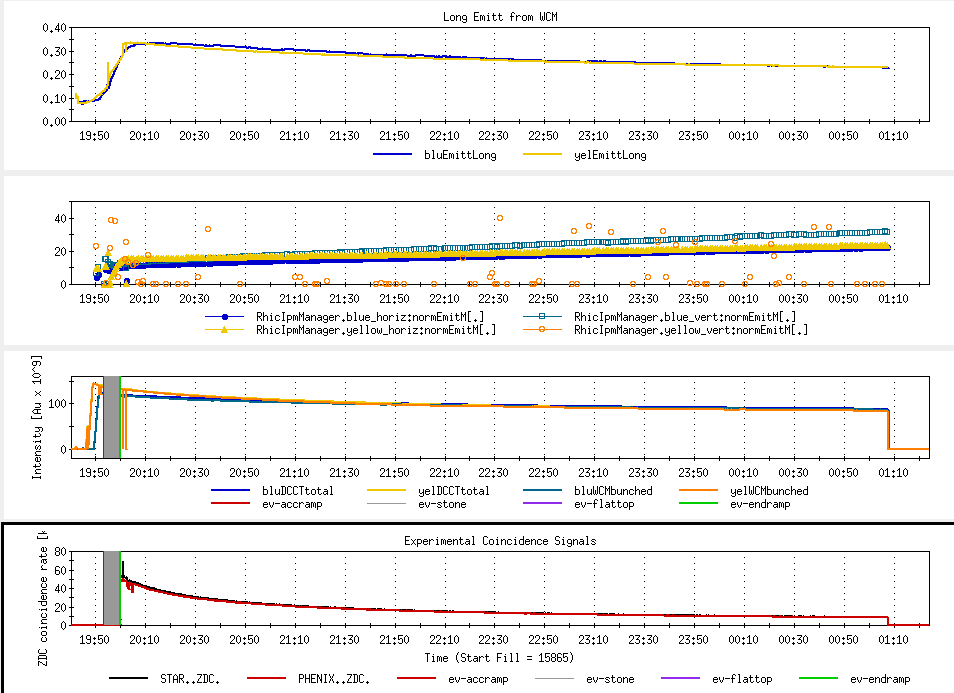 Long Emitt from WCM
0.40
0.30
0.20
0.10
0.00
19:50 20:10 20:30 20:50 21:10 21:30 21:50 22:10 22:30 22:50 23:10 23:30 23:50 00:10 00:30 00:50 01:10
bluEmittLong yelEmittLong
40
20
0
19:50 20:10 20:30 20:50 21:10 21:30 21:50 22:10 22:30 22:50 23:10 23:30 23:50 00:10 00:30 00:50 01:10
RhicIpmManager.blue_horiz:normEmitM[.] RhicIpmManager.blue_vert:normEmitM[.]
RhicIpmManager.yellow_horiz:normEmitM[.] RhicIpmManager.yellow_vert:normEmitM[.]
Intensity [Au x 10^9]
100
0
19:50 20:10 20:30 20:50 21:10 21:30 21:50 22:10 22:30 22:50 23:10 23:30 23:50 00:10 00:30 00:50 01:10
bluDCCTtotal yelDCCTtotal bluWCMbunched yelWCMbunched
ev-accramp ev-stone ev-flattop ev-endramp
Experimental Coincidence Signals
ZDC coincidence rate [k
80
60
40
20
0
19:50 20:10 20:30 20:50 21:10 21:30 21:50 22:10 22:30 22:50 23:10 23:30 23:50 00:10 00:30 00:50 01:10
Time (Start Fill = 15865)
STAR..ZDC. PHENIX..ZDC. ev-accramp ev-stone ev-flattop ev-endramp